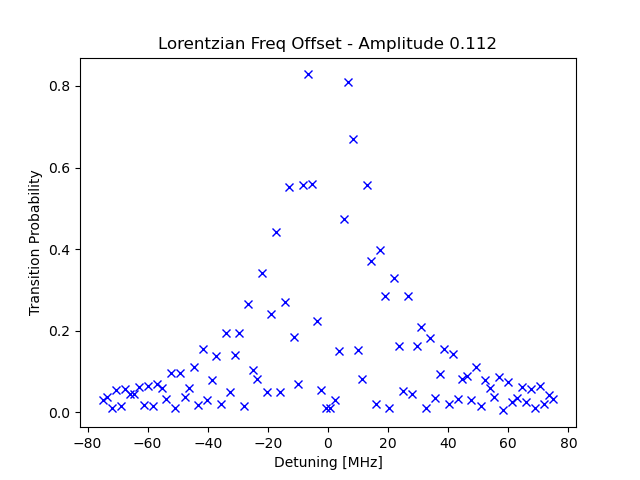 Lorentzian Freq Offset - Amplitude 0.112
Transition Probability
0.8
0.6
0.4
0.2
0.0
−80 −60 −40 −20 0 20 40 60 80
Detuning [MHz]